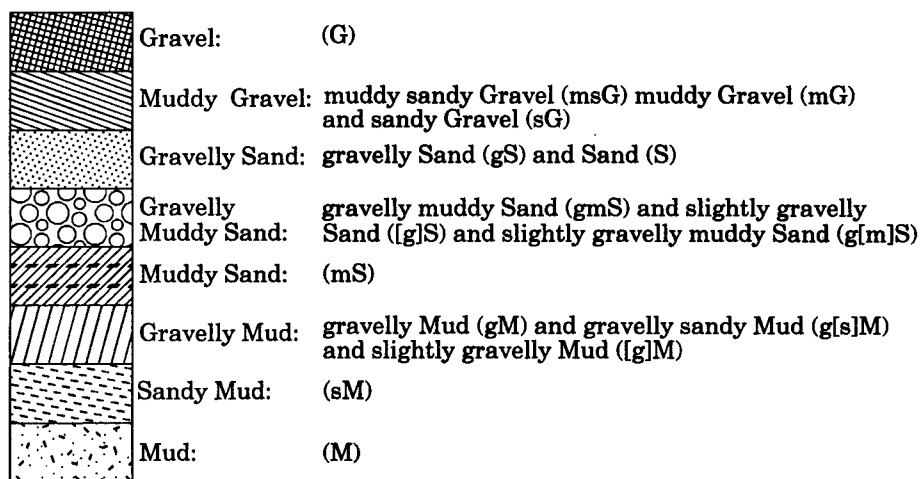 Gravel: (G)
Muddy Gravel: muddy sandy Gravel (msG) muddy Gravel (mG)
and sandy Gravel (sG)
Gravelly Sand: gravelly Sand (gS) and Sand (S)
Gravelly gravelly muddy Sand (gmS) and slightly gravelly
Muddy Sand: Sand ([g]S) and slightly gravelly muddy Sand (g[m]S)
Muddy Sand: (mS)
Gravelly Mud: gravelly Mud (gM) and gravelly sandy Mud (g[s]M)
and slightly gravelly Mud ([g]M)
Sandy Mud: (sM)
Mud: (M)